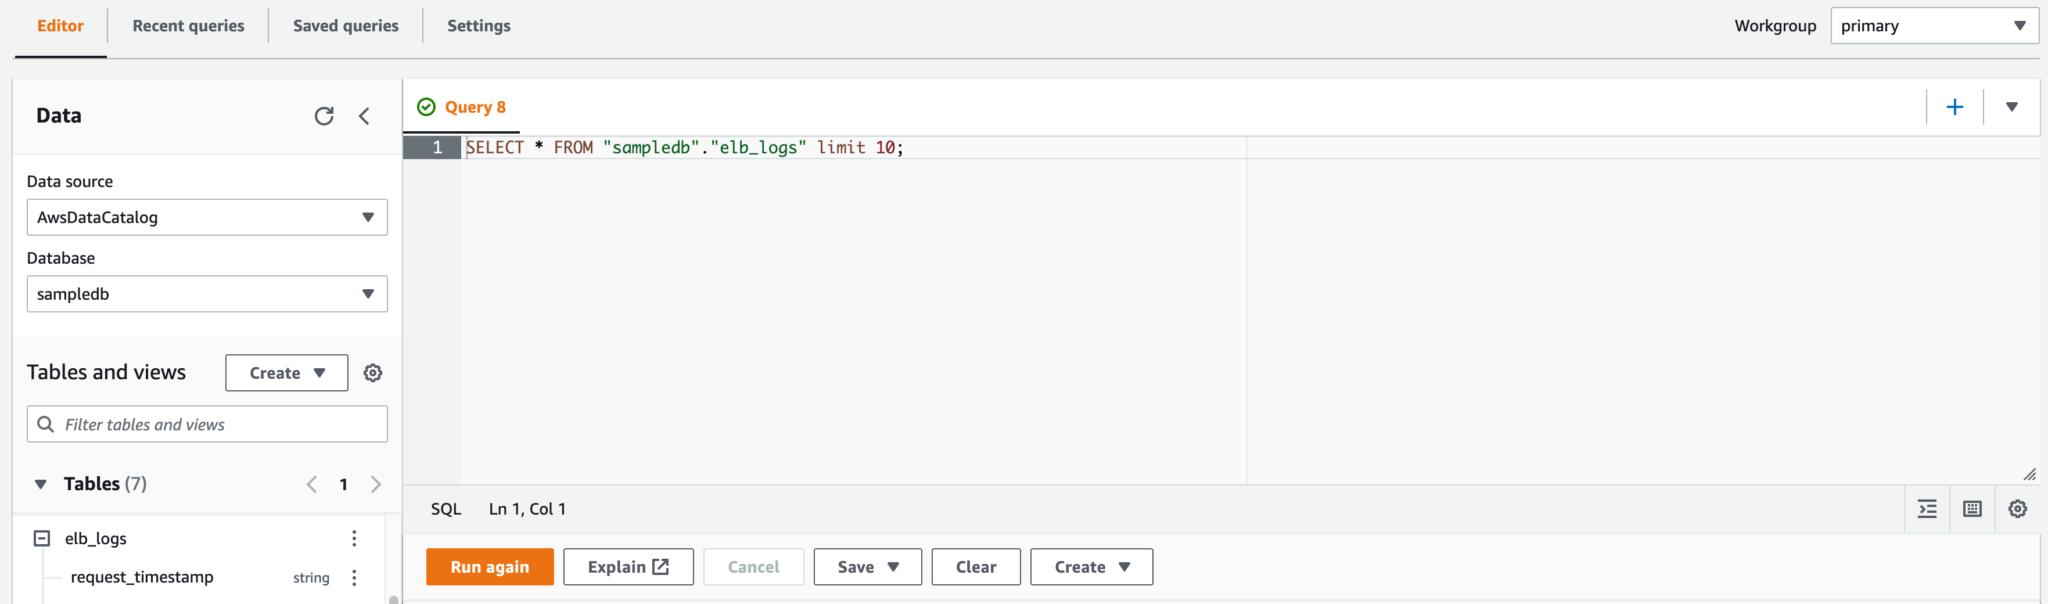 Editor Recent queries Saved queries Settings Workgroup primary
Data
Data source
AwsDataCatalog
Database
sampledb
Tables and views Create
Filter tables and views
Tables (7) 1
elb_logs
request_timestamp string
Query 8
1 SELECT * FROM "sampledb"."elb_logs" limit 10;
SQL Ln 1, Col 1
Run again Explain Cancel Save Clear Create